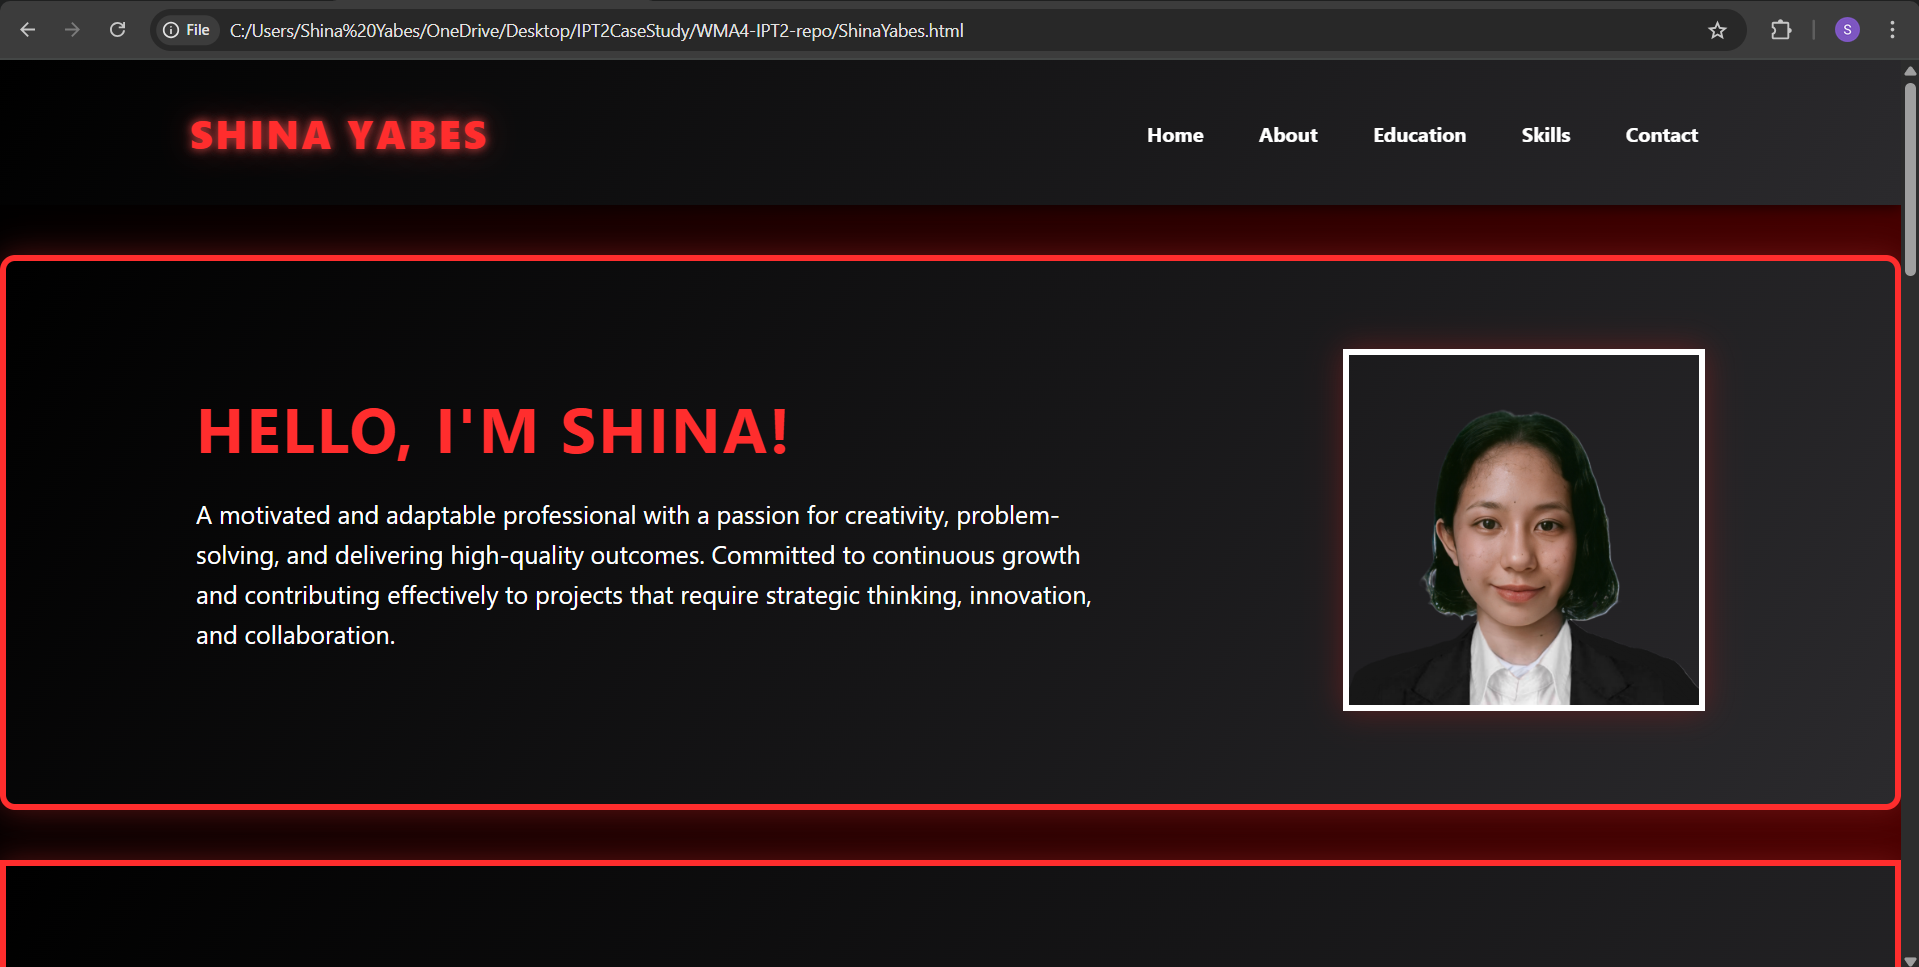 File
C:/Users/Shina%20Yabes/OneDrive/Desktop/IPT2CaseStudy/WMA4-IPT2-repo/ShinaYabes.html
S
SHINA YABES
Home
About
Education
Skills
Contact
HELLO, I'M SHINA!
A motivated and adaptable professional with a passion for creativity, problem-
solving, and delivering high-quality outcomes. Committed to continuous growth
and contributing effectively to projects that require strategic thinking, innovation,
and collaboration.